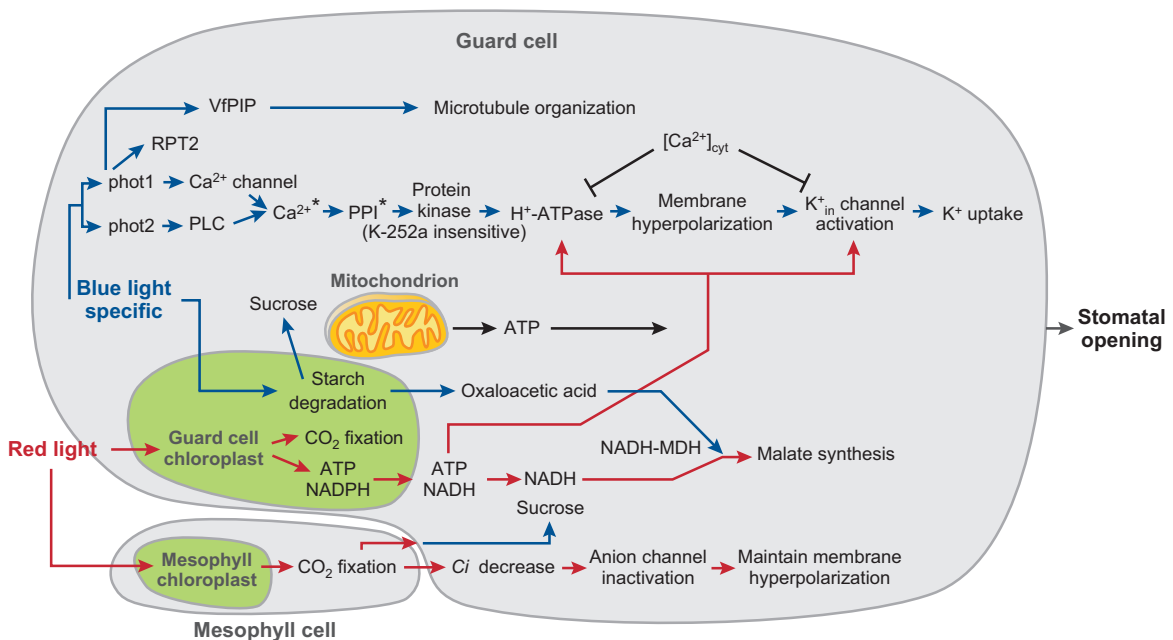 Guard cell
VfPIP
Microtubule organization
RPT2
[Ca²⁺]cyt
phot1
Ca²⁺ channel
phot2
PLC
Ca²⁺*
PPI*
Protein
kinase
(K-252a insensitive)
H⁺-ATPase
Membrane
hyperpolarization
K⁺in channel
activation
K⁺ uptake
Blue light
specific
Sucrose
Mitochondrion
ATP
Stomatal
opening
Starch
degradation
Oxaloacetic acid
Red light
Guard cell
chloroplast
CO₂ fixation
ATP
NADPH
ATP
NADH
NADH
NADH-MDH
Malate synthesis
Sucrose
Mesophyll
chloroplast
CO₂ fixation
Ci decrease
Anion channel
inactivation
Maintain membrane
hyperpolarization
Mesophyll cell